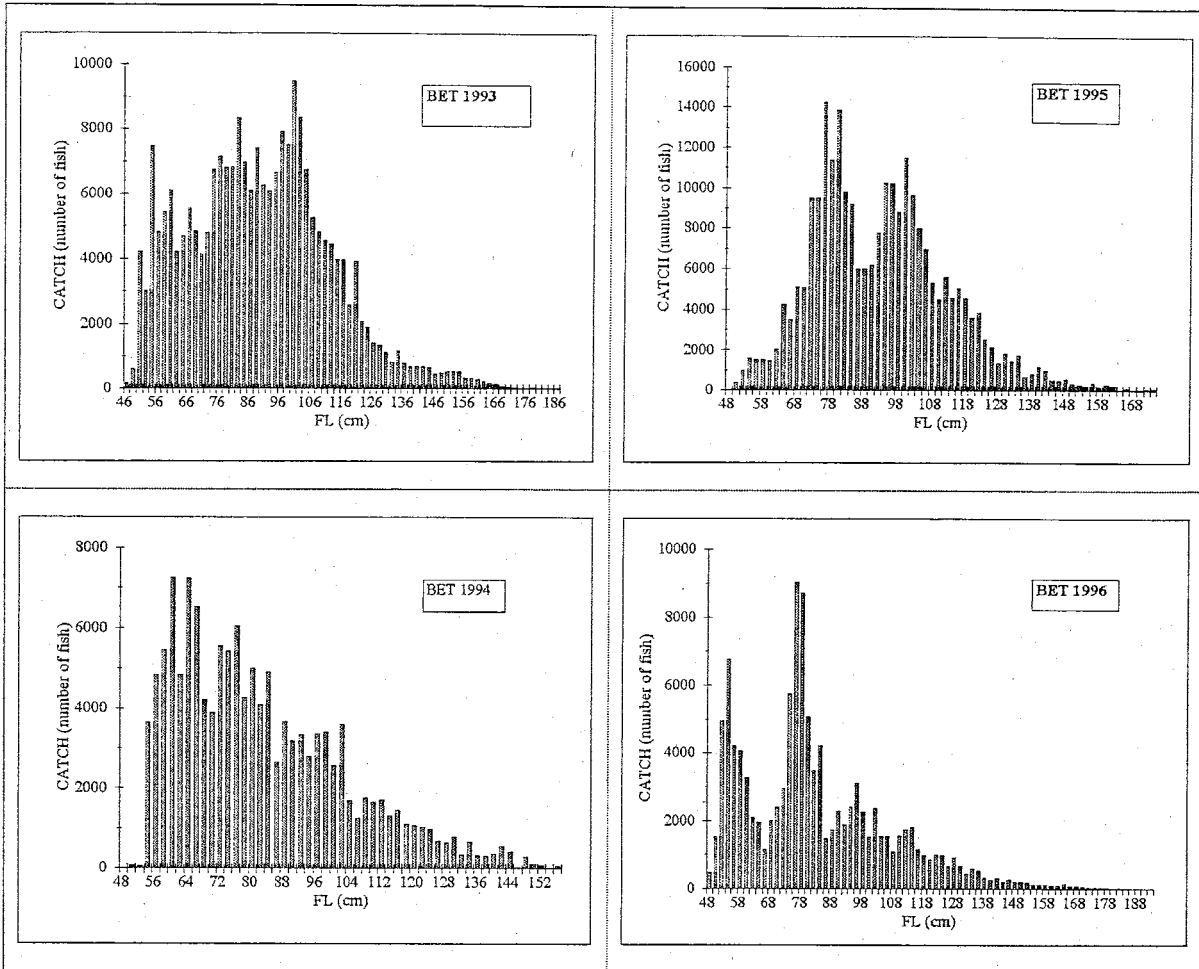 BET 1993
CATCH (number of fish)
10000
8000
6000
4000
2000
0
46 56 66 76 86 96 106 116 126 136 146 156 166 176 186
FL (cm)
BET 1995
CATCH (number of fish)
16000
14000
12000
10000
8000
6000
4000
2000
0
48 58 68 78 88 98 108 118 128 138 148 158 168
FL (cm)
BET 1994
CATCH (number of fish)
8000
6000
4000
2000
0
48 56 64 72 80 88 96 104 112 120 128 136 144 152
FL (cm)
BET 1996
CATCH (number of fish)
10000
8000
6000
4000
2000
0
48 58 68 78 88 98 108 118 128 138 148 158 168 178 188
FL (cm)